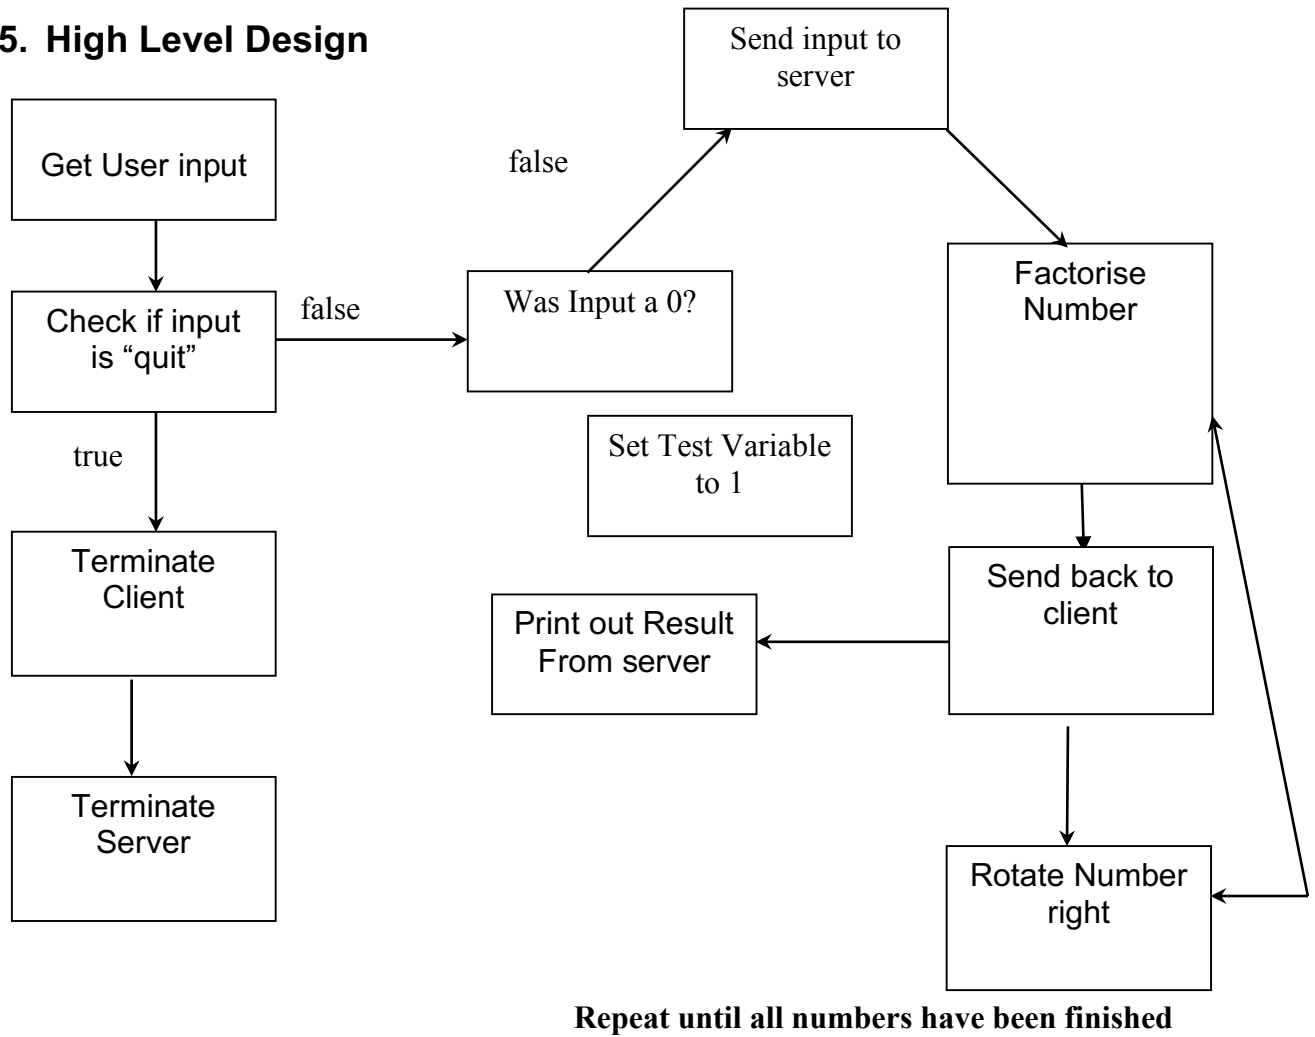 5. High Level Design
Get User input
Check if input
is “quit”
true
Terminate
Client
Terminate
Server
false
Was Input a 0?
false
Send input to
server
Set Test Variable
to 1
Factorise
Number
Send back to
client
Print out Result
From server
Rotate Number
right
Repeat until all numbers have been finished